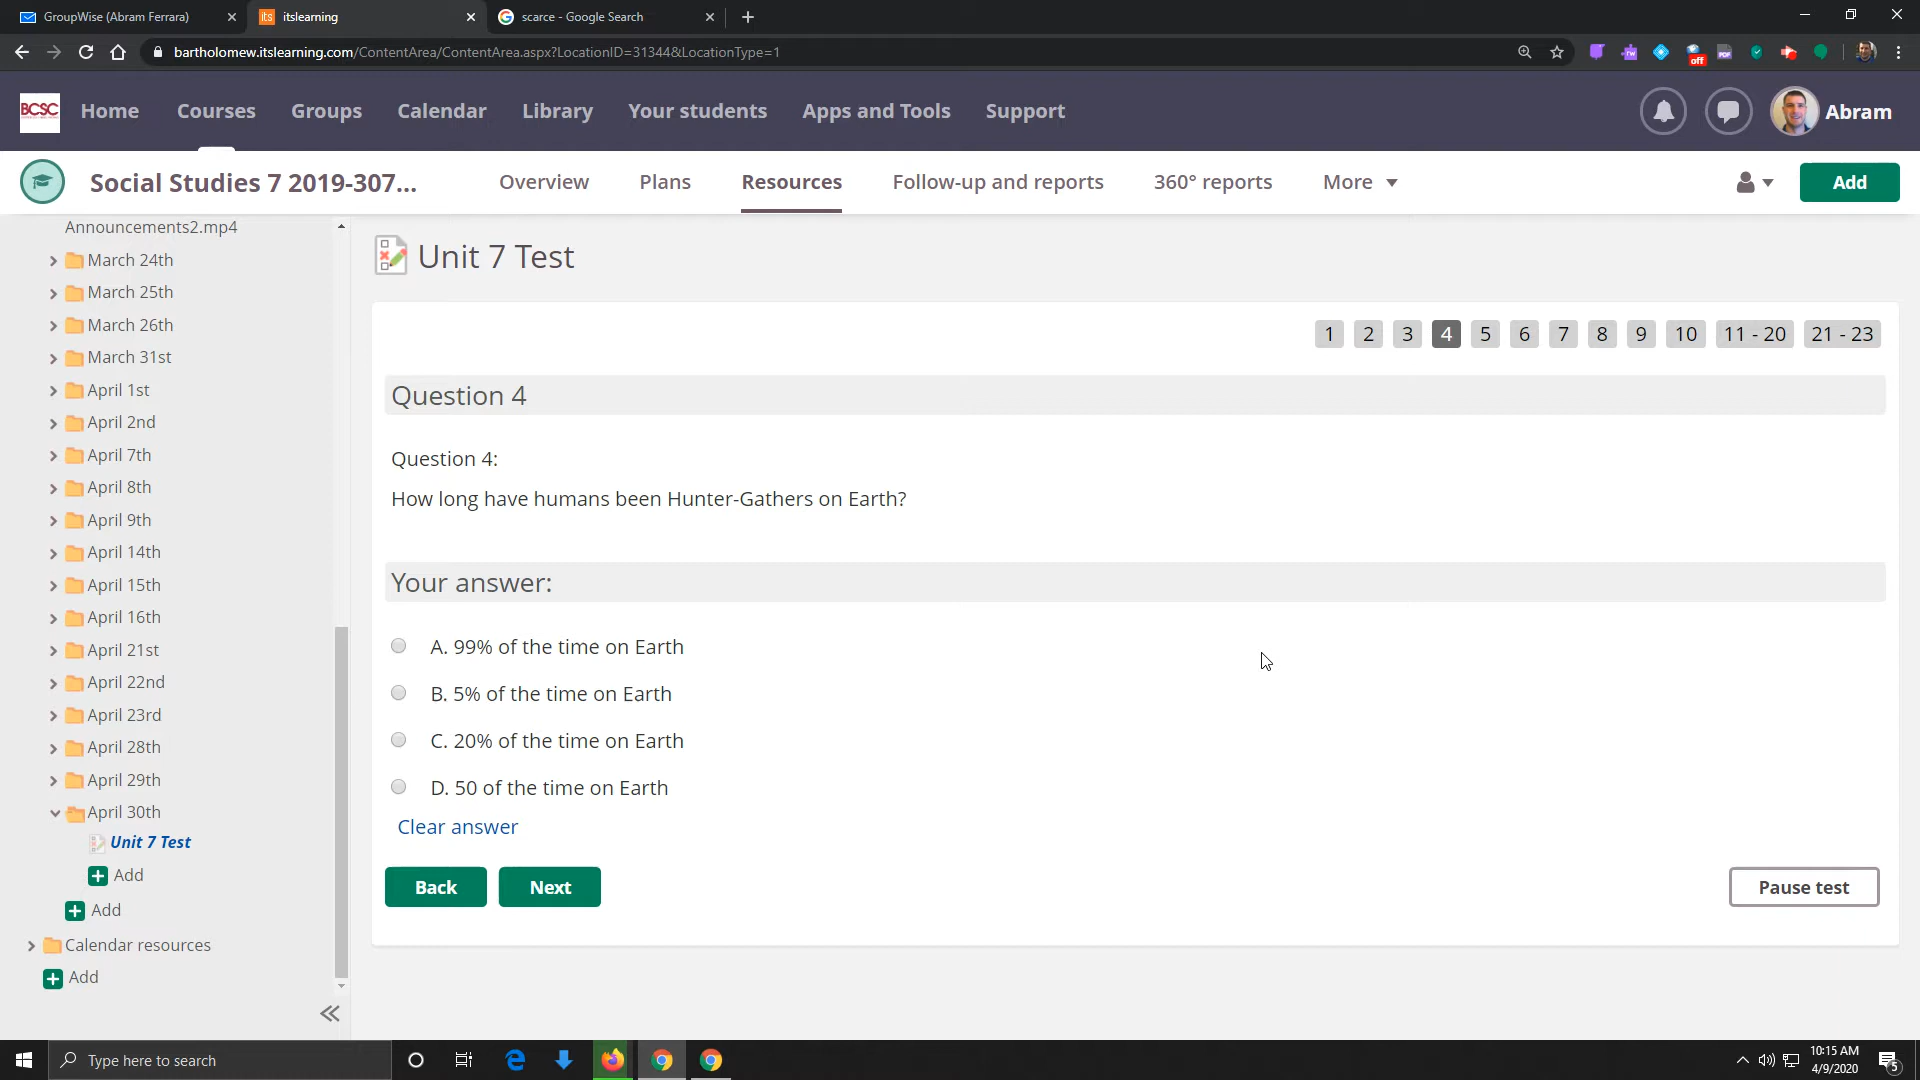 GroupWise (Abram Ferrara)
its
itslearning
scarce - Google Search
bartholomew.itslearning.com/ContentArea/ContentArea.aspx?LocationID=31344&LocationType=1
off
PDF
BCSC
Home
Courses
Groups
Calendar
Library
Your students
Apps and Tools
Support
Abram
Social Studies 7 2019-307...
Overview
Plans
Resources
Follow-up and reports
360° reports
More
Add
Announcements2.mp4
March 24th
March 25th
March 26th
March 31st
April 1st
April 2nd
April 7th
April 8th
April 9th
April 14th
April 15th
April 16th
April 21st
April 22nd
April 23rd
April 28th
April 29th
April 30th
Unit 7 Test
Add
Add
Calendar resources
Add
Unit 7 Test
1 2 3 4 5 6 7 8 9 10 11 - 20 21 - 23
Question 4
Question 4:
How long have humans been Hunter-Gathers on Earth?
Your answer:
A. 99% of the time on Earth
B. 5% of the time on Earth
C. 20% of the time on Earth
D. 50 of the time on Earth
Clear answer
Back
Next
Pause test
Type here to search
10:15 AM
4/9/2020
5